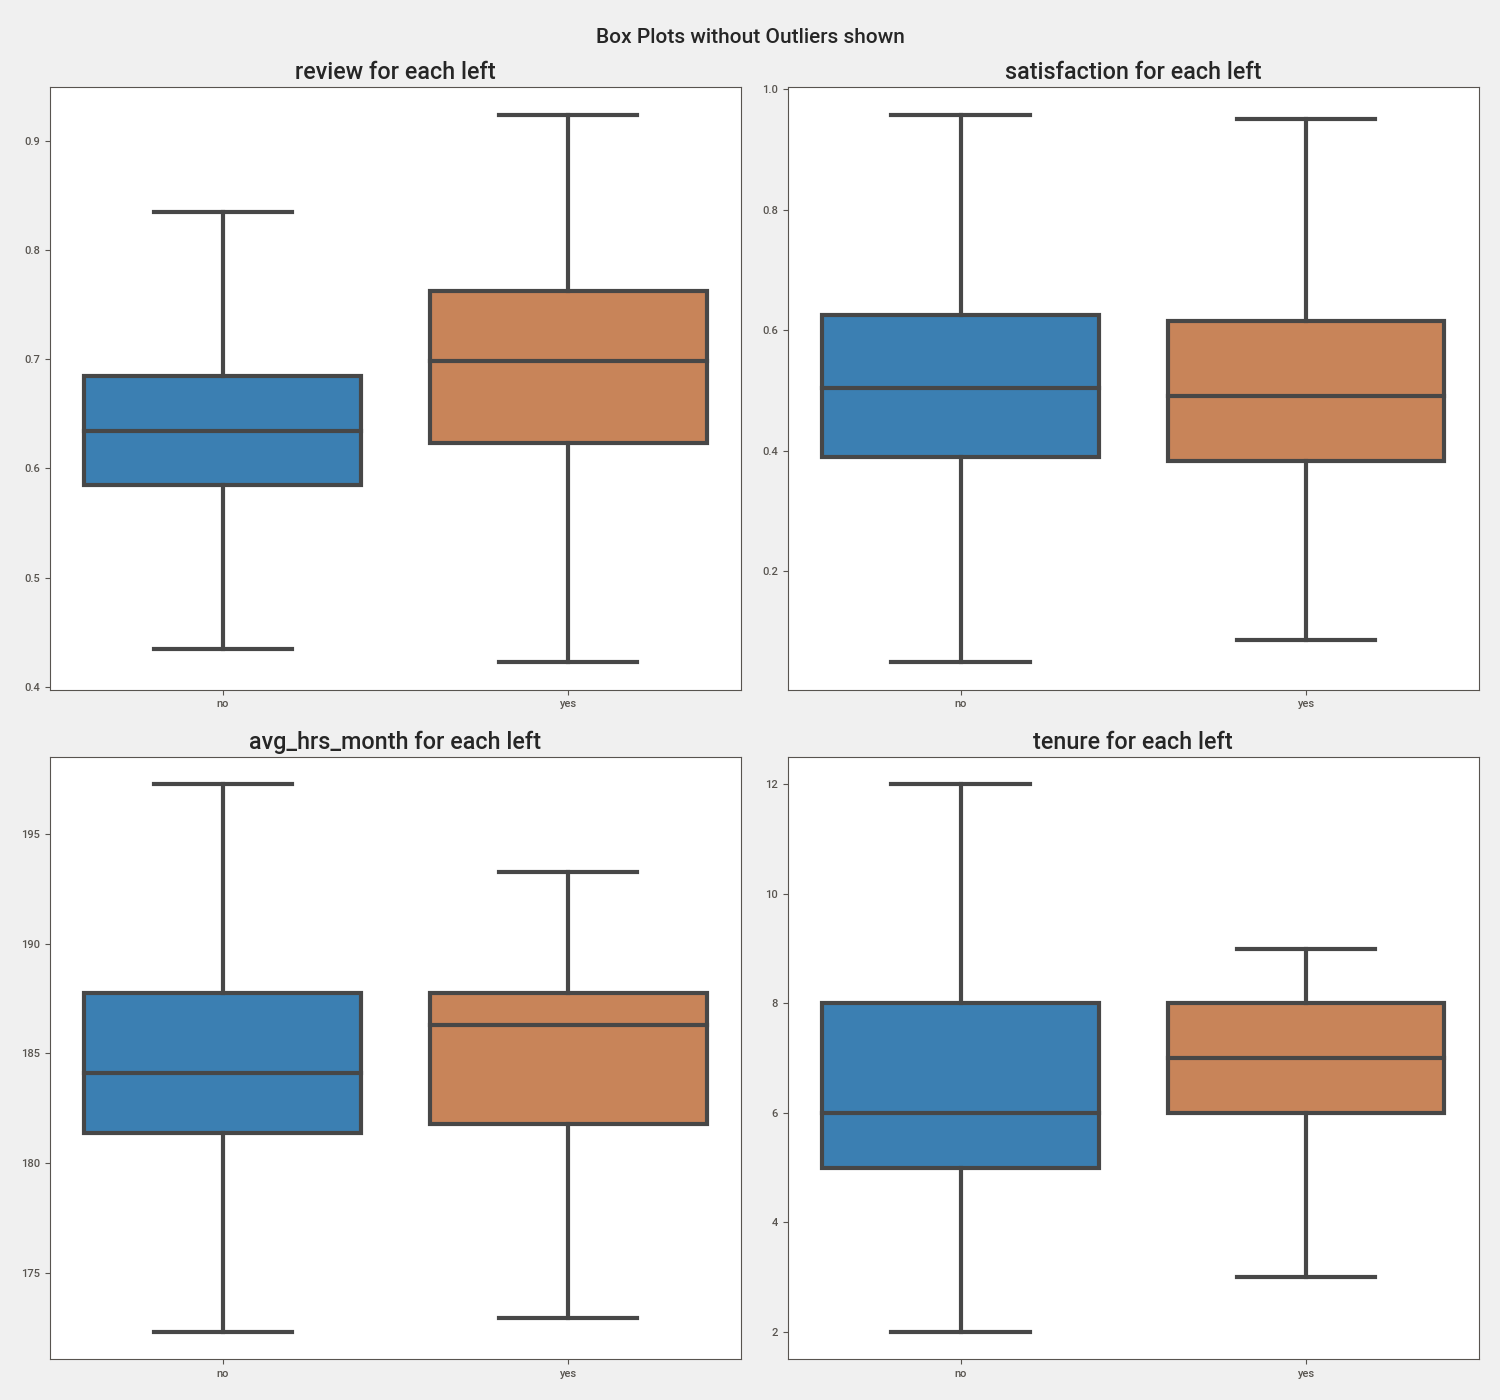 Box Plots without Outliers shown
review for each left
satisfaction for each left
0.9
0.8
0.7
0.6
0.5
0.4
no
yes
1.0
0.8
0.6
0.4
0.2
no
yes
avg_hrs_month for each left
tenure for each left
195
190
185
180
175
no
yes
12
10
8
6
4
2
no
yes